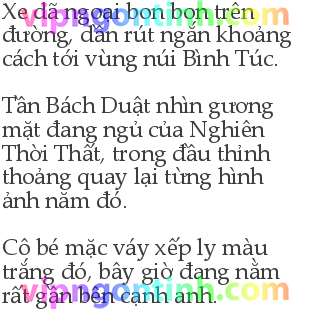 Xe dã ngoại bon bon trên
đường, dần rút ngắn khoảng
cách tới vùng núi Bình Túc.
Tần Bách Duật nhìn gương
mặt đang ngủ của Nghiên
Thời Thất, trong đầu thỉnh
thoảng quay lại từng hình
ảnh năm đó.
Cô bé mặc váy xếp ly màu
trắng đó, bây giờ đang nằm
rất gần bên cạnh anh.
vipngontinh.com
vipngontinh.com